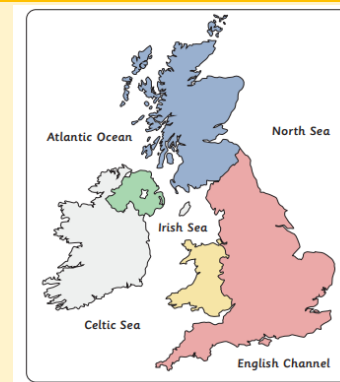 North Sea
Atlantic Ocean
Irish Sea
Celtic Sea
English Channel